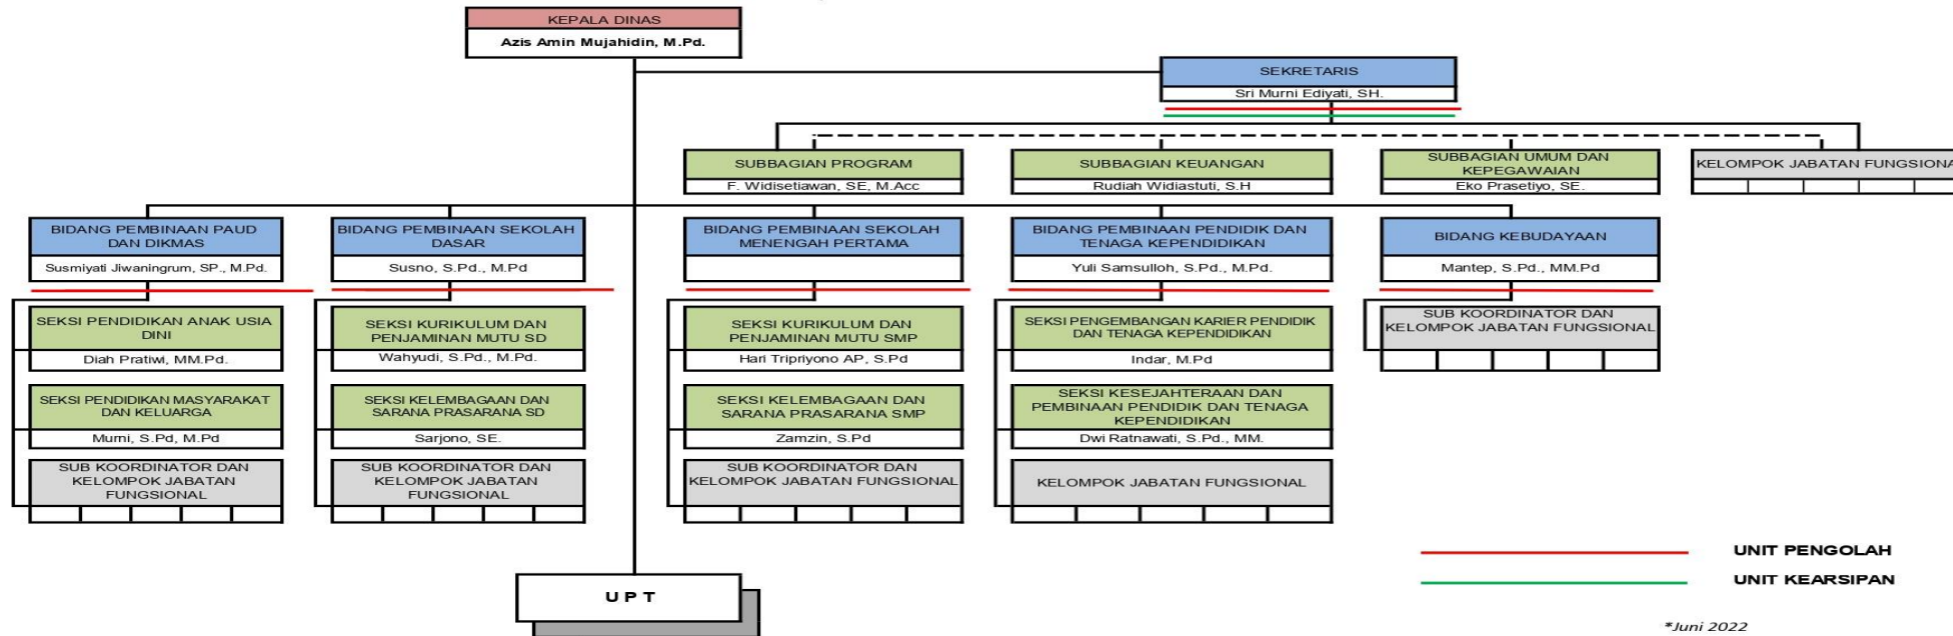 KEPALA DINAS
Azis Amin Mujahidin, M.Pd.
SEKRETARIS
Sri Murni Ediyati, SH.
SUBBAGIAN PROGRAM
F. Widisetiawan, SE, M.Acc
SUBBAGIAN KEUANGAN
Rudiah Widiastuti, S.H
SUBBAGIAN UMUM DAN
KEPEGAWAIAN
Eko Prasetiyo, SE.
KELOMPOK JABATAN FUNGSIONA
BIDANG PEMBINAAN PAUD
DAN DIKMAS
Susmiyati Jiwaningrum, SP., M.Pd.
BIDANG PEMBINAAN SEKOLAH
DASAR
Susno, S.Pd., M.Pd
BIDANG PEMBINAAN SEKOLAH
MENENGAH PERTAMA
BIDANG PEMBINAAN PENDIDIK DAN
TENAGA KEPENDIDIKAN
Yuli Samsulloh, S.Pd., M.Pd.
BIDANG KEBUDAYAAN
Mantep, S.Pd., MM.Pd
SEKSI PENDIDIKAN ANAK USIA
DINI
Diah Pratiwi, MM.Pd.
SEKSI KURIKULUM DAN
PENJAMINAN MUTU SD
Wahyudi, S.Pd., M.Pd.
SEKSI KURIKULUM DAN
PENJAMINAN MUTU SMP
Hari Tripriyono AP, S.Pd
SEKSI PENGEMBANGAN KARIER PENDIDIK
DAN TENAGA KEPENDIDIKAN
Indar, M.Pd
SUB KOORDINATOR DAN
KELOMPOK JABATAN FUNGSIONAL
SEKSI PENDIDIKAN MASYARAKAT
DAN KELUARGA
Murni, S.Pd, M.Pd
SEKSI KELEMBAGAAN DAN
SARANA PRASARANA SD
Sarjono, SE.
SEKSI KELEMBAGAAN DAN
SARANA PRASARANA SMP
Zamzin, S.Pd
SEKSI KESEJAHTERAAN DAN
PEMBINAAN PENDIDIK DAN TENAGA
KEPENDIDIKAN
Dwi Ratnawati, S.Pd., MM.
SUB KOORDINATOR DAN
KELOMPOK JABATAN
FUNGSIONAL
SUB KOORDINATOR DAN
KELOMPOK JABATAN
FUNGSIONAL
SUB KOORDINATOR DAN
KELOMPOK JABATAN FUNGSIONAL
KELOMPOK JABATAN FUNGSIONAL
UPT
UNIT PENGOLAH
UNIT KEARSIPAN
*Juni 2022